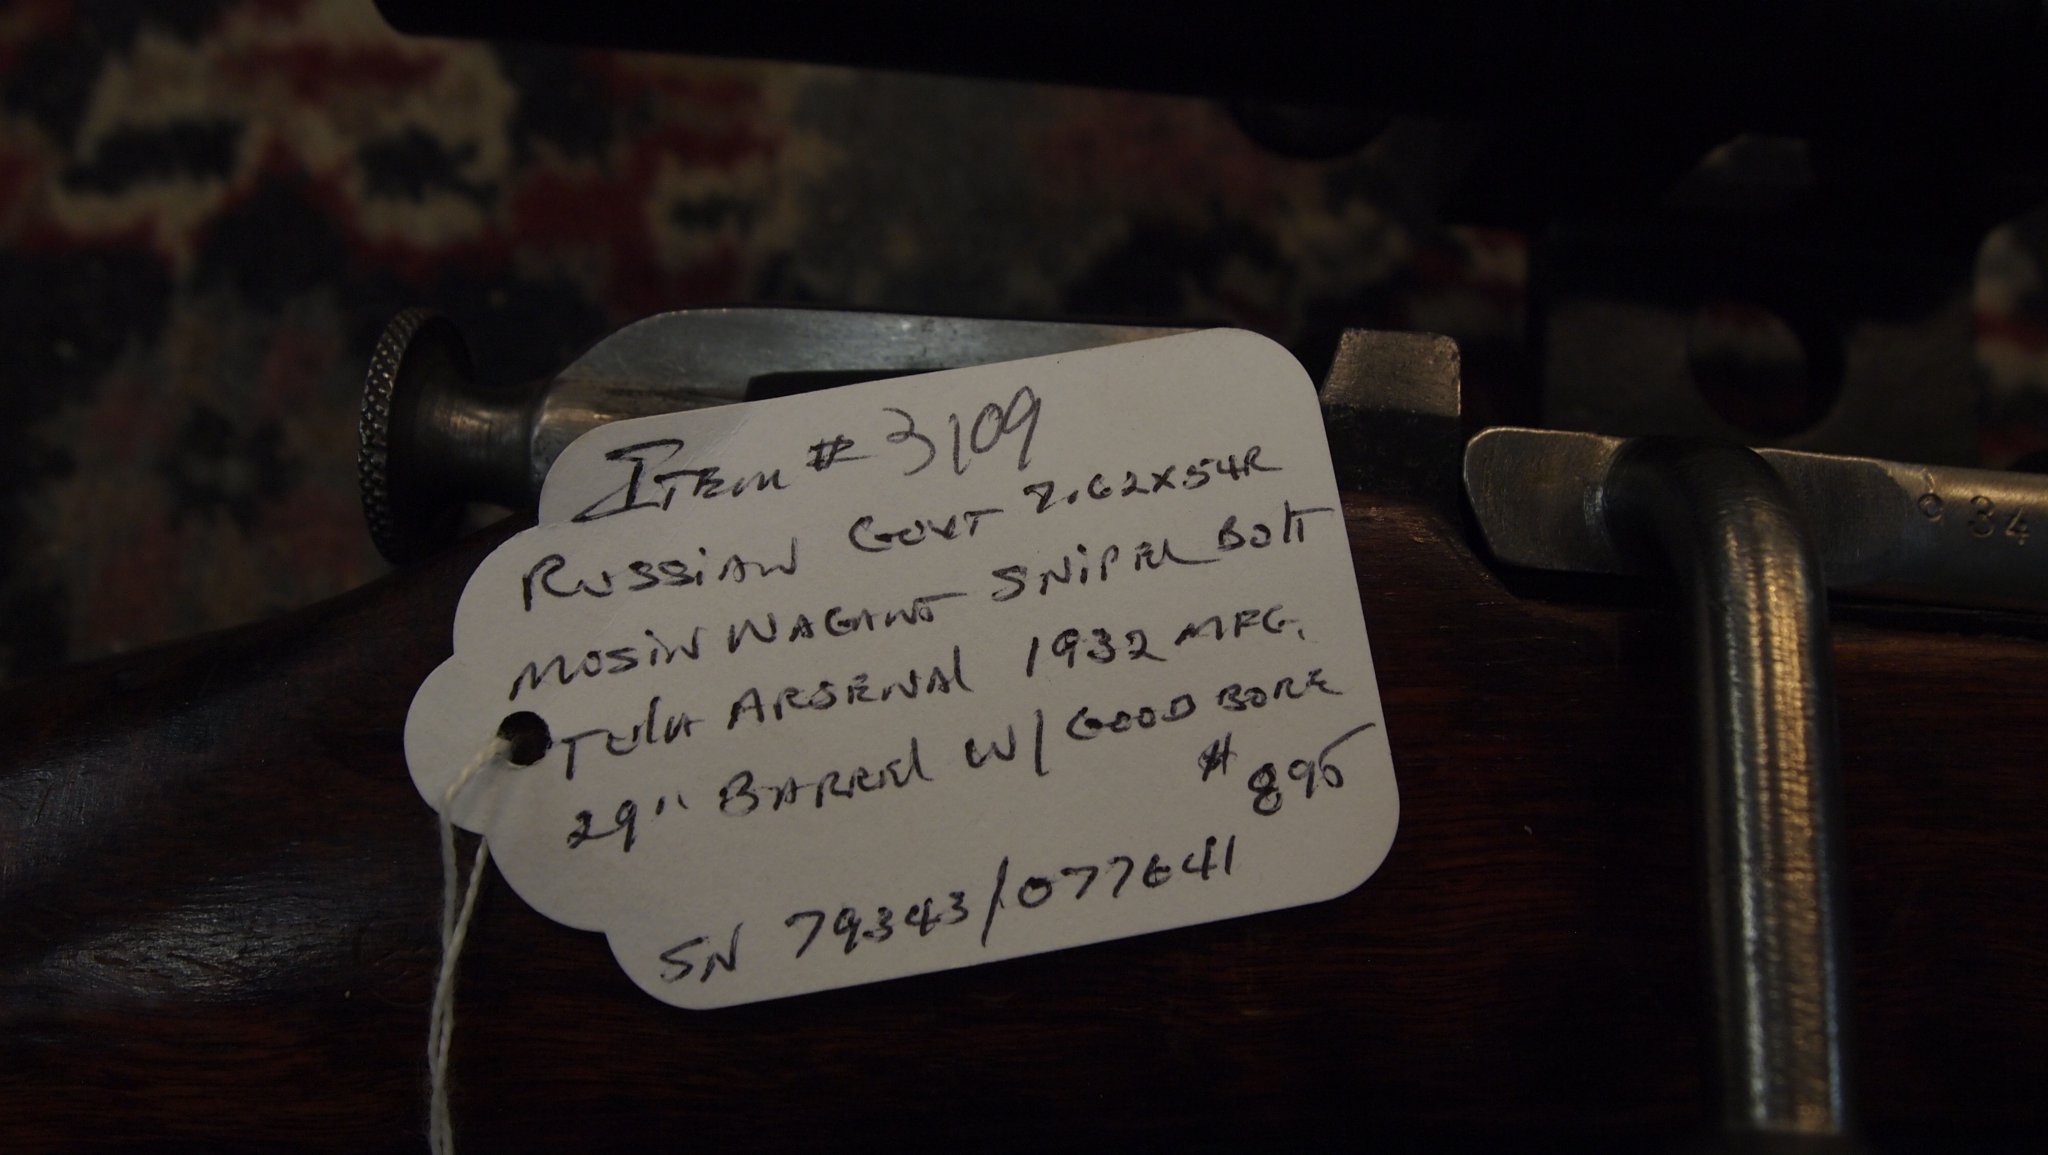 Item # 3109
Russian Govt 7.62x54R
Mosin Nagant Sniper Bolt
Tula Arsenal 1932 MFG.
29" Barrel w/ Good Bore
# 895
SN 79343/077641
034